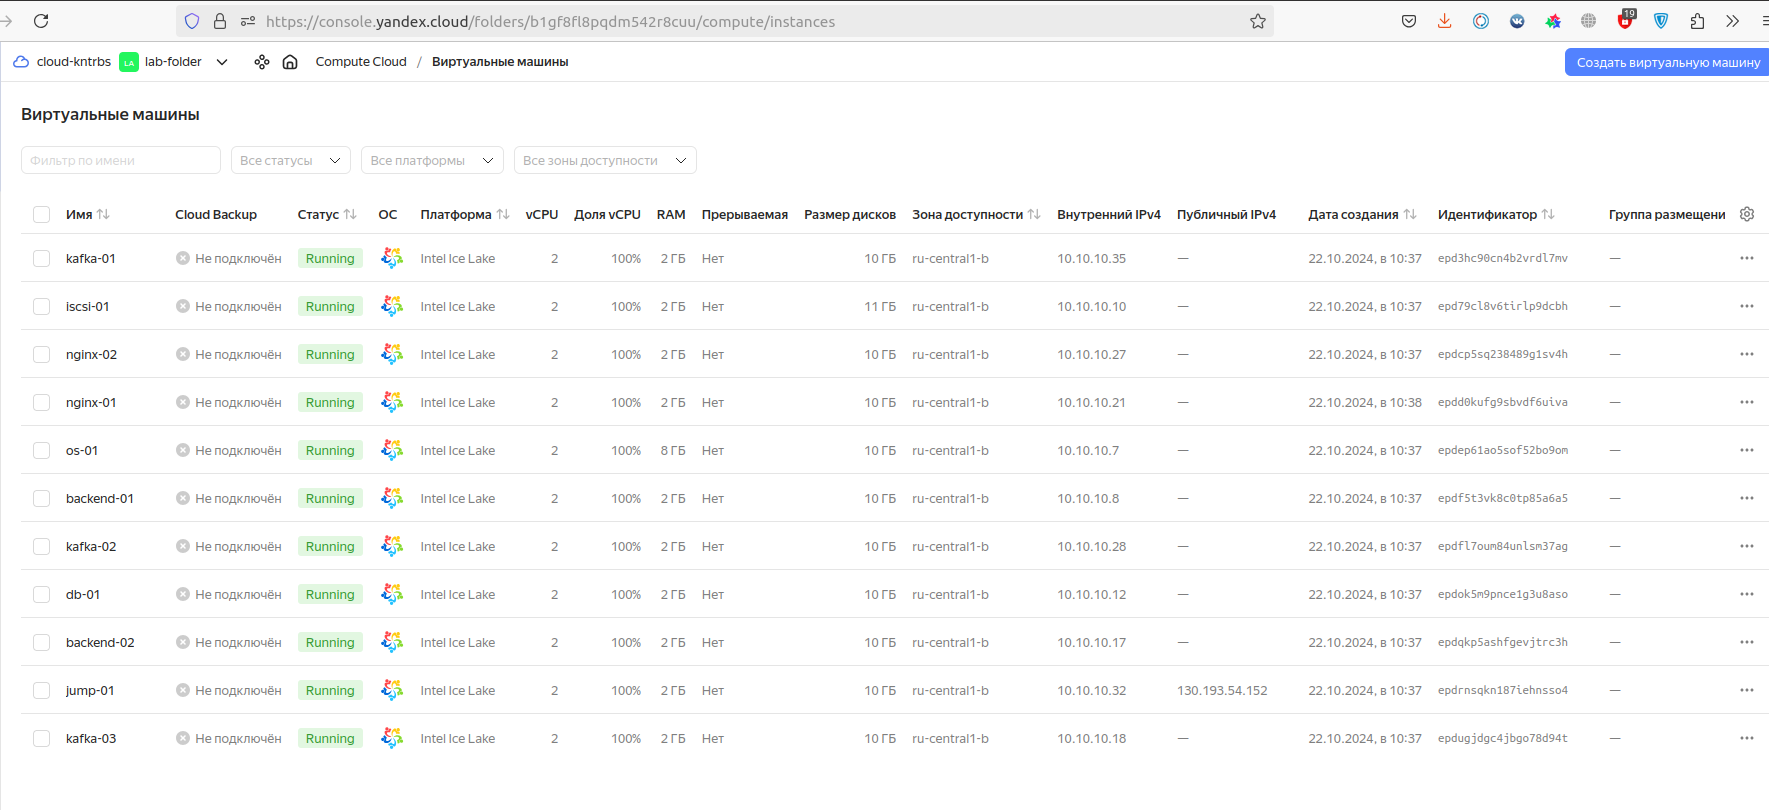 https://console.yandex.cloud/folders/b1gf8fl8pqdm542r8cuu/compute/instances 19
cloud-kntrbs LA lab-folder Compute Cloud / Виртуальные машины Создать виртуальную машину
Виртуальные машины
Фильтр по имени Все статусы Все платформы Все зоны доступности
Имя Cloud Backup Статус ОС Платформа vCPU Доля vCPU RAM Прерываемая Размер дисков Зона доступности Внутренний IPv4 Публичный IPv4 Дата создания Идентификатор Группа размещени
kafka-01 Не подключён Running Intel Ice Lake 2 100% 2 ГБ Нет 10 ГБ ru-central1-b 10.10.10.35 — 22.10.2024, в 10:37 epd3hc90cn4b2vrdl7mv — ...
iscsi-01 Не подключён Running Intel Ice Lake 2 100% 2 ГБ Нет 11 ГБ ru-central1-b 10.10.10.10 — 22.10.2024, в 10:37 epd79cl8v6tirlp9dcbh — ...
nginx-02 Не подключён Running Intel Ice Lake 2 100% 2 ГБ Нет 10 ГБ ru-central1-b 10.10.10.27 — 22.10.2024, в 10:37 epdcp5sq238489g1sv4h — ...
nginx-01 Не подключён Running Intel Ice Lake 2 100% 2 ГБ Нет 10 ГБ ru-central1-b 10.10.10.21 — 22.10.2024, в 10:38 epdd0kufg9sbvdf6uiva — ...
os-01 Не подключён Running Intel Ice Lake 2 100% 8 ГБ Нет 10 ГБ ru-central1-b 10.10.10.7 — 22.10.2024, в 10:37 epdep61ao5sof52bo9om — ...
backend-01 Не подключён Running Intel Ice Lake 2 100% 2 ГБ Нет 10 ГБ ru-central1-b 10.10.10.8 — 22.10.2024, в 10:37 epdf5t3vk8c0tp85a6a5 — ...
kafka-02 Не подключён Running Intel Ice Lake 2 100% 2 ГБ Нет 10 ГБ ru-central1-b 10.10.10.28 — 22.10.2024, в 10:37 epdfl7oum84unlsm37ag — ...
db-01 Не подключён Running Intel Ice Lake 2 100% 2 ГБ Нет 10 ГБ ru-central1-b 10.10.10.12 — 22.10.2024, в 10:37 epdok5m9pnce1g3u8aso — ...
backend-02 Не подключён Running Intel Ice Lake 2 100% 2 ГБ Нет 10 ГБ ru-central1-b 10.10.10.17 — 22.10.2024, в 10:37 epdqkp5ashfgevjtrc3h — ...
jump-01 Не подключён Running Intel Ice Lake 2 100% 2 ГБ Нет 10 ГБ ru-central1-b 10.10.10.32 130.193.54.152 22.10.2024, в 10:37 epdrnsqkn187iehnsso4 — ...
kafka-03 Не подключён Running Intel Ice Lake 2 100% 2 ГБ Нет 10 ГБ ru-central1-b 10.10.10.18 — 22.10.2024, в 10:37 epdugjdgc4jbgo78d94t — ...